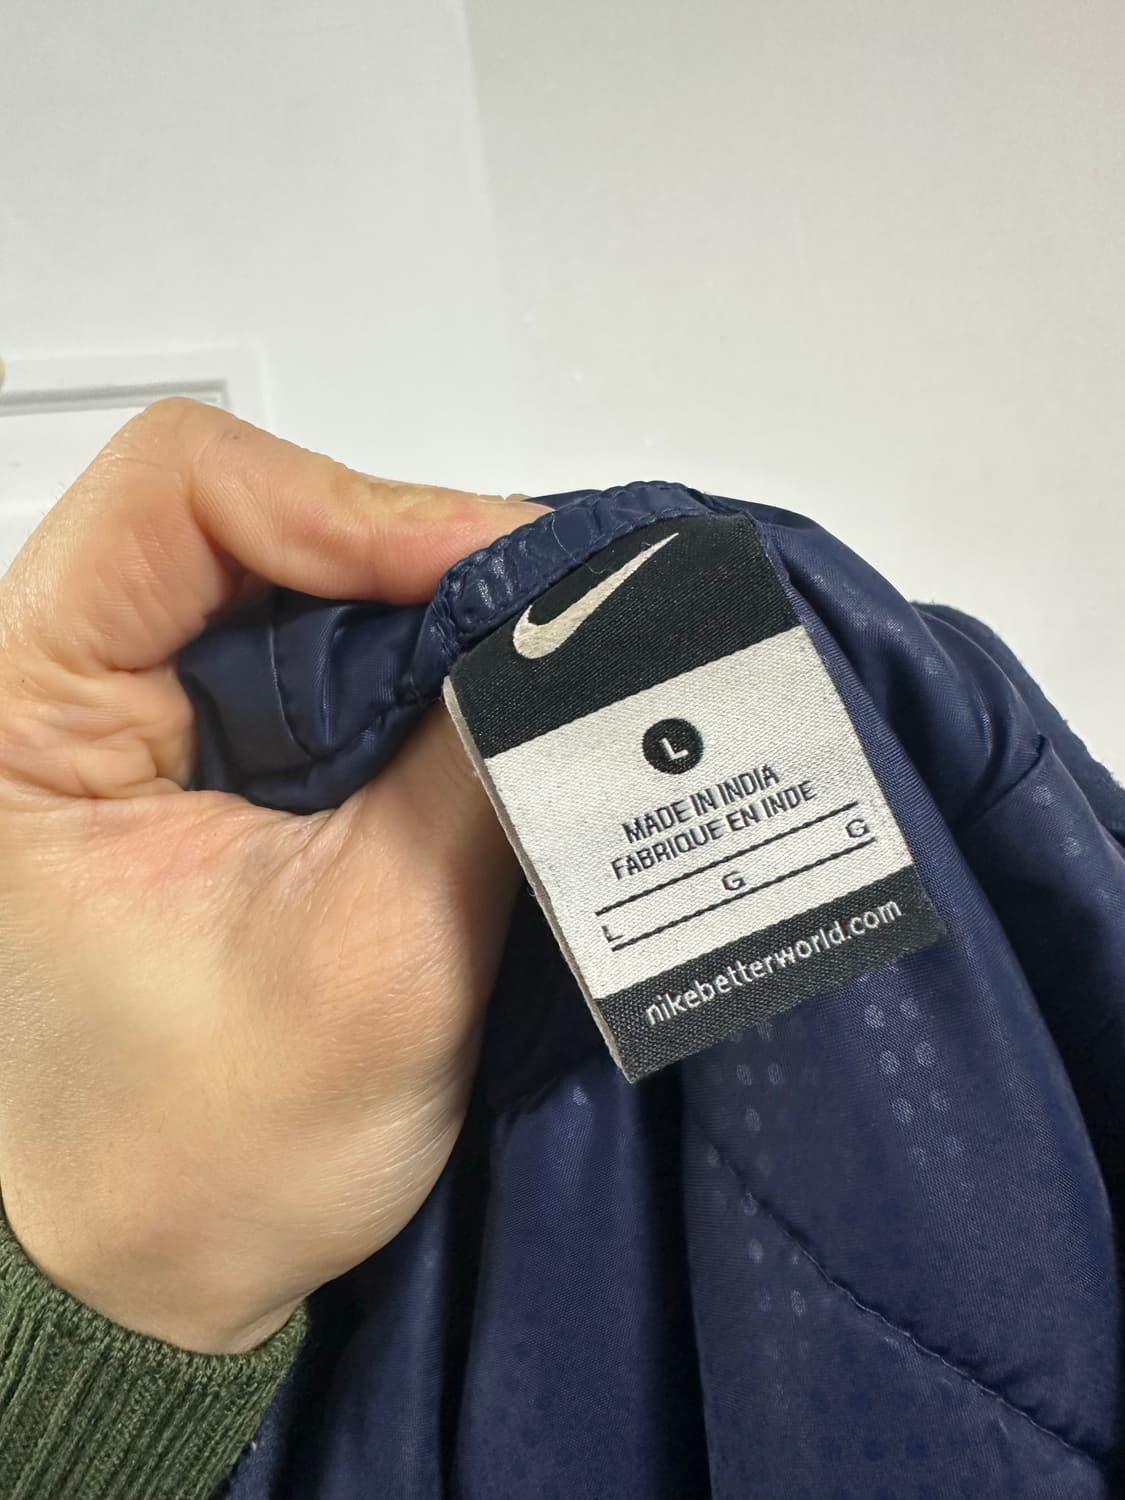 L
MADE IN INDIA
FABRIQUE EN INDE
L G G
nikebetterworld.com